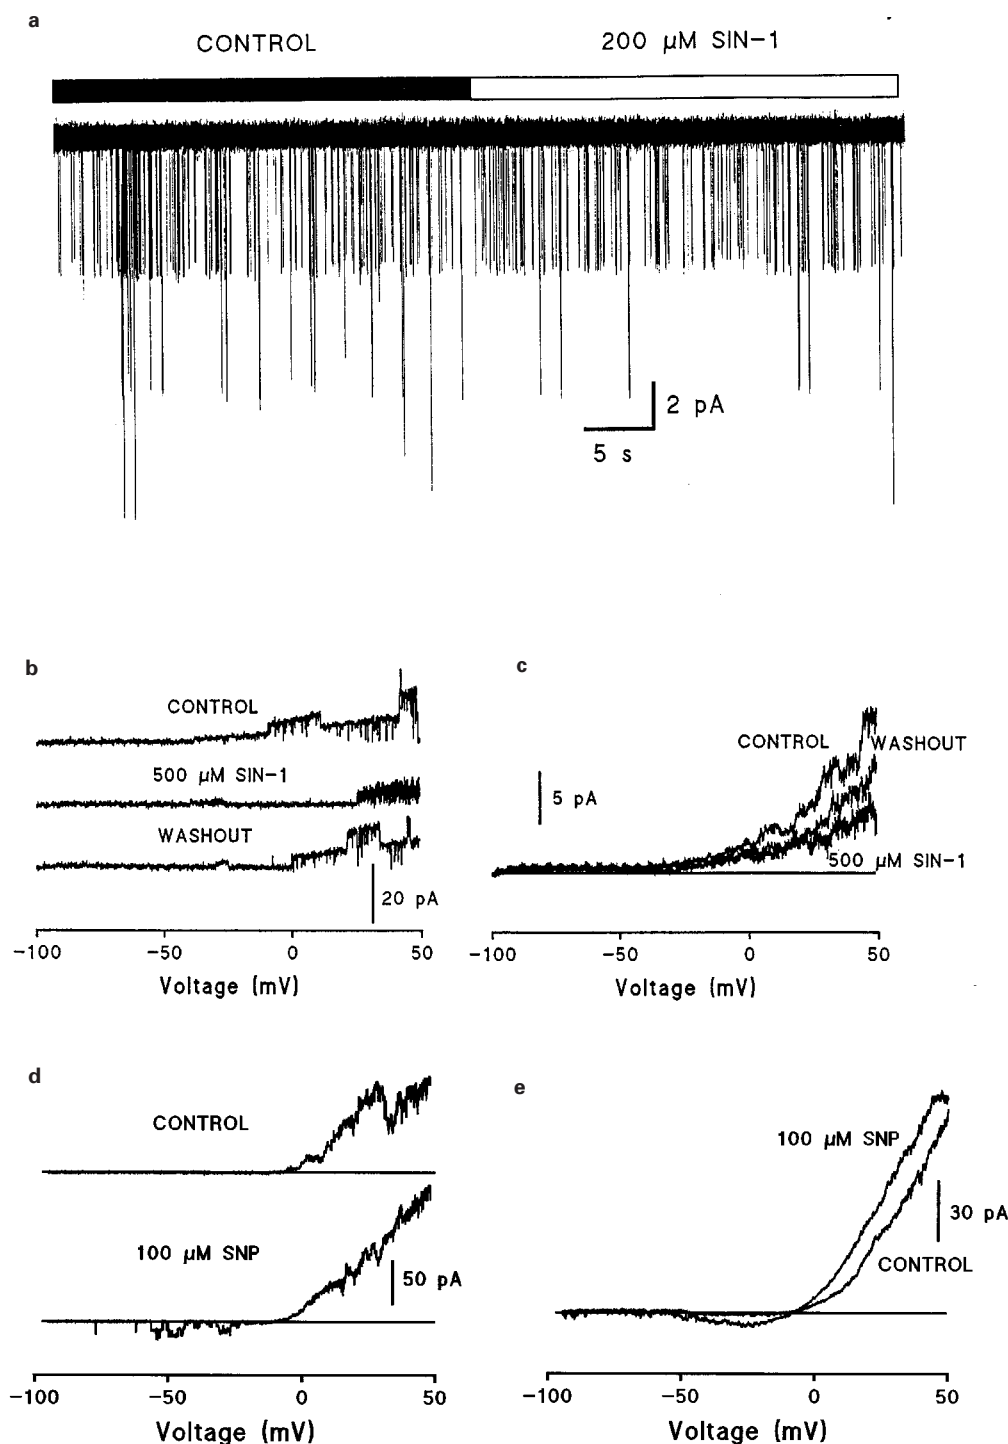 a
CONTROL
200 µM SIN-1
2 pA
5 s
b
CONTROL
500 µM SIN-1
WASHOUT
20 pA
-100 -50 0 50
Voltage (mV)
c
CONTROL
WASHOUT
5 pA
500 µM SIN-1
-100 -50 0 50
Voltage (mV)
d
CONTROL
100 µM SNP
50 pA
-100 -50 0 50
Voltage (mV)
e
100 µM SNP
30 pA
CONTROL
-100 -50 0 50
Voltage (mV)